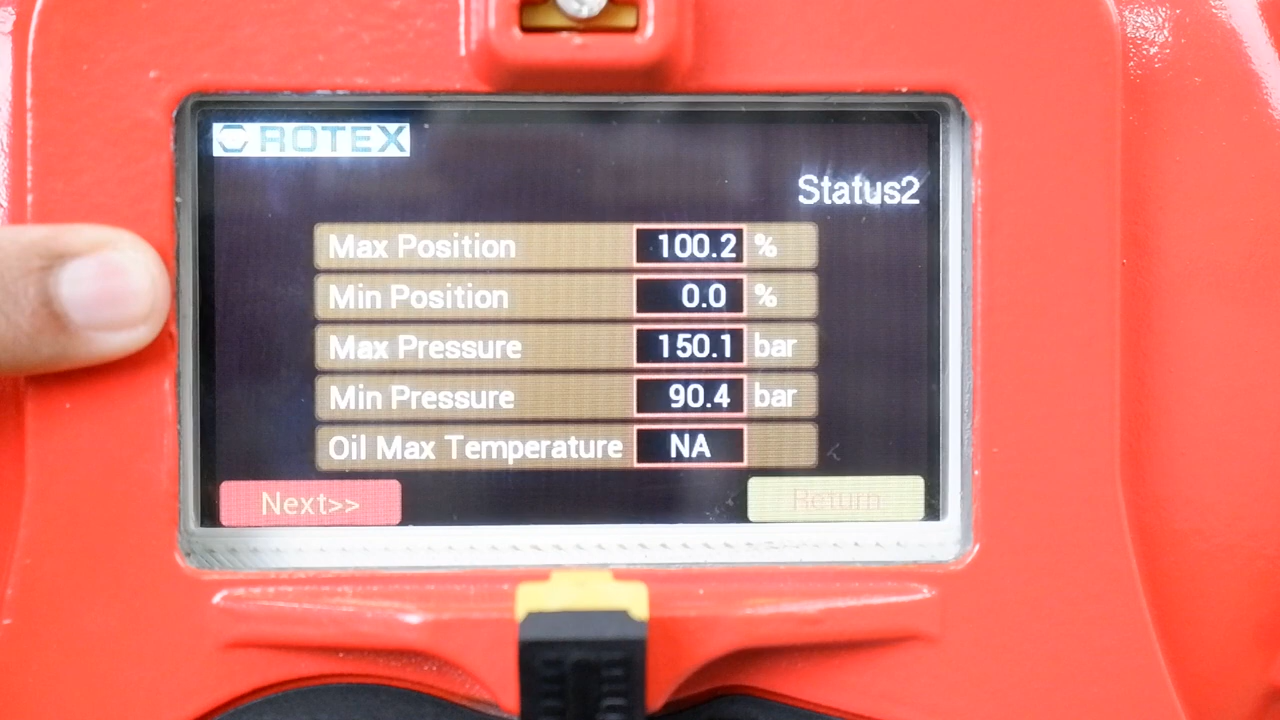 ROTEX
Status2
Max Position 100.2 %
Min Position 0.0 %
Max Pressure 150.1 bar
Min Pressure 90.4 bar
Oil Max Temperature NA
Next>>
Return